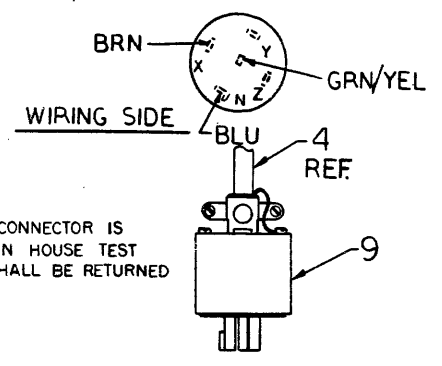 BRN
Y
X
GRN/YEL
Z
N
WIRING SIDE
BLU
4
REF.
CONNECTOR IS
N HOUSE TEST
HALL BE RETURNED
9